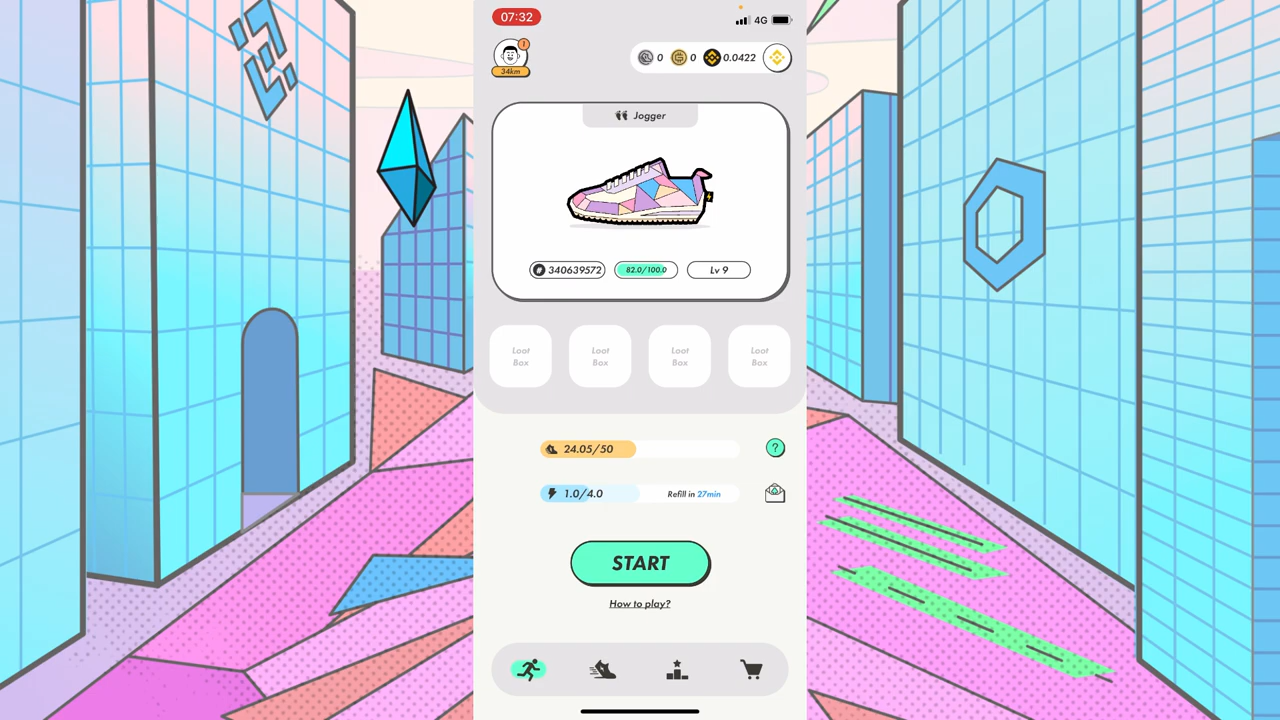 07:32
4G
34km
0
0
0.0422
Jogger
340639572
82.0/100.0
Lv 9
Loot
Box
Loot
Box
Loot
Box
Loot
Box
24.05/50
?
1.0/4.0
Refill in 27min
START
How to play?